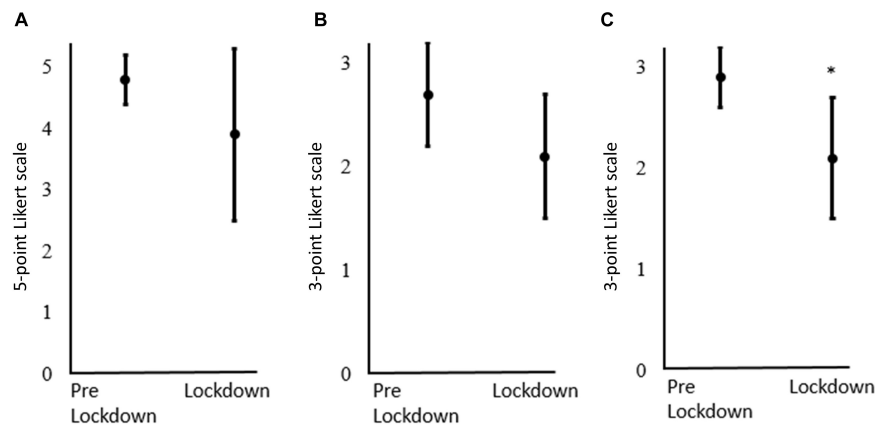 A
5-point Likert scale
5
4
3
2
1
0
Pre
Lockdown
Lockdown
B
3-point Likert scale
3
2
1
0
Pre
Lockdown
Lockdown
C
3-point Likert scale
3
2
1
0
*
Pre
Lockdown
Lockdown